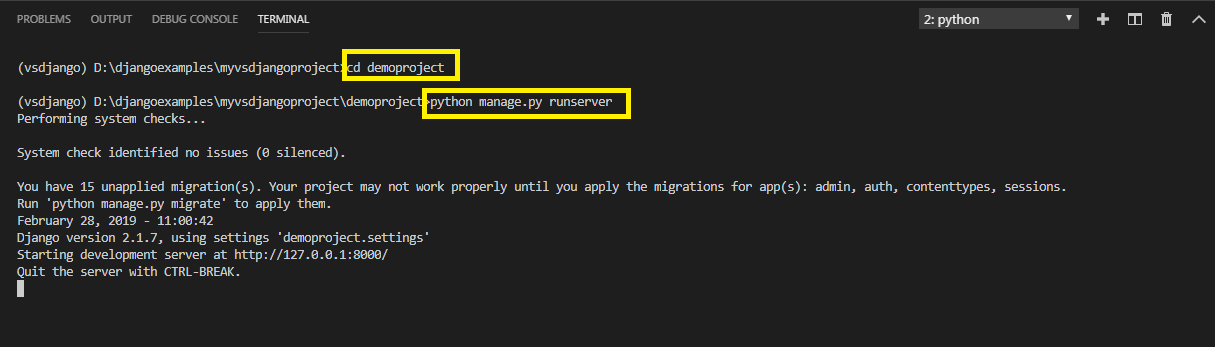 PROBLEMS OUTPUT DEBUG CONSOLE TERMINAL 2: python
(vsdjango) D:\djangoexamples\myvsdjangoproject>cd demoproject
(vsdjango) D:\djangoexamples\myvsdjangoproject\demoproject>python manage.py runserver
Performing system checks...
System check identified no issues (0 silenced).
You have 15 unapplied migration(s). Your project may not work properly until you apply the migrations for app(s): admin, auth, contenttypes, sessions.
Run 'python manage.py migrate' to apply them.
February 28, 2019 - 11:00:42
Django version 2.1.7, using settings 'demoproject.settings'
Starting development server at http://127.0.0.1:8000/
Quit the server with CTRL-BREAK.